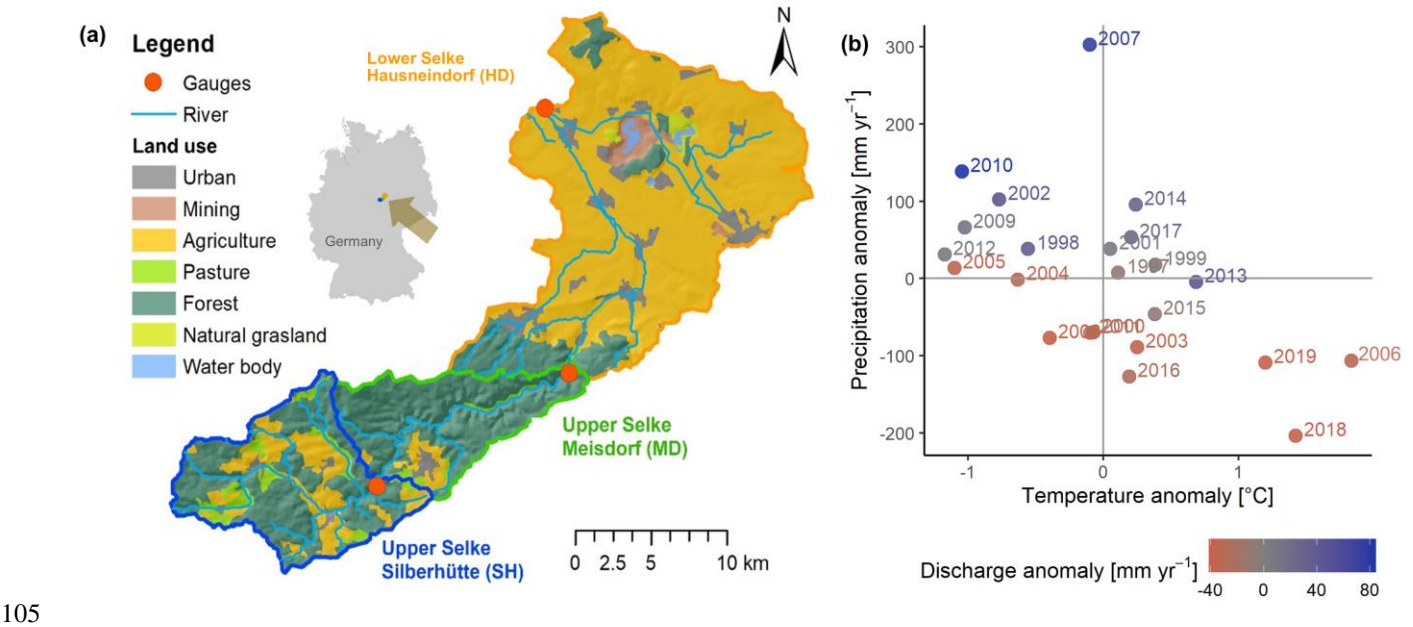 (a)
Legend
Gauges
River
Land use
Urban
Mining
Agriculture
Pasture
Forest
Natural grasland
Water body
Lower Selke
Hausneindorf (HD)
Germany
N
Upper Selke
Meisdorf (MD)
Upper Selke
Silberhütte (SH)
0 2.5 5 10 km
(b)
Precipitation anomaly [mm yr⁻¹]
300
200
100
0
-100
-200
2007
2010
2002
2014
2009
2017
1998
2001
2012
1999
2005
1997
2004
2013
2015
2000
2011
2003
2019
2006
2016
2018
-1 0 1
Temperature anomaly [°C]
Discharge anomaly [mm yr⁻¹]
-40 0 40 80
105